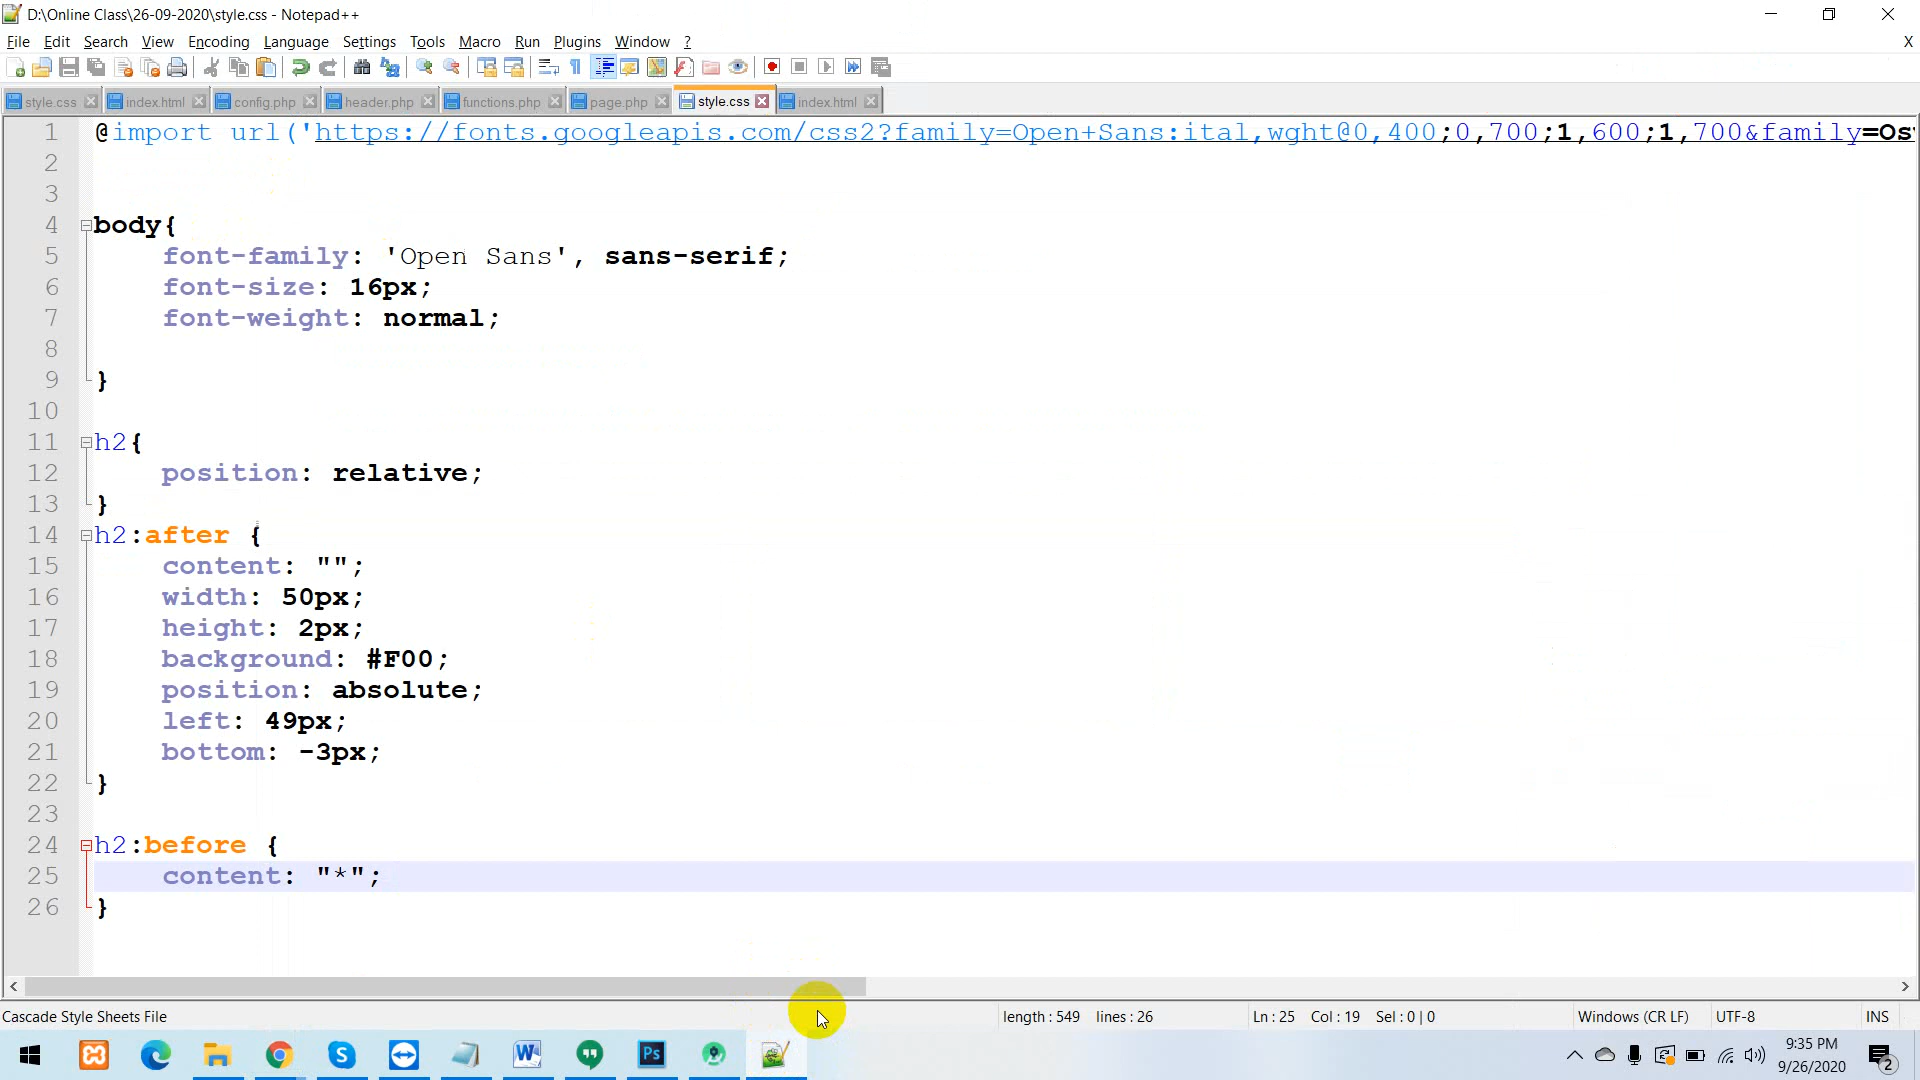 D:\Online Class\26-09-2020\style.css - Notepad++
File Edit Search View Encoding Language Settings Tools Macro Run Plugins Window ? X
style.css index.html config.php header.php functions.php page.php style.css index.html
1 @import url('https://fonts.googleapis.com/css2?family=Open+Sans:ital,wght@0,400;0,700;1,600;1,700&family=Os
2
3
4 body{
5 font-family: 'Open Sans', sans-serif;
6 font-size: 16px;
7 font-weight: normal;
8
9 }
10
11 h2{
12 position: relative;
13 }
14 h2:after {
15 content: "";
16 width: 50px;
17 height: 2px;
18 background: #F00;
19 position: absolute;
20 left: 49px;
21 bottom: -3px;
22 }
23
24 h2:before {
25 content: "*";
26 }
Cascade Style Sheets File length : 549 lines : 26 Ln : 25 Col : 19 Sel : 0 | 0 Windows (CR LF) UTF-8 INS
9:35 PM
9/26/2020
2